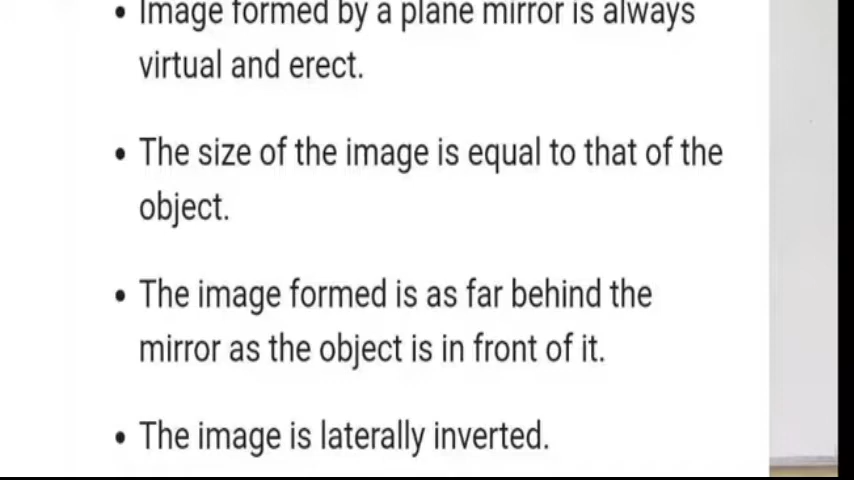 • Image formed by a plane mirror is always
virtual and erect.
• The size of the image is equal to that of the
object.
• The image formed is as far behind the
mirror as the object is in front of it.
• The image is laterally inverted.